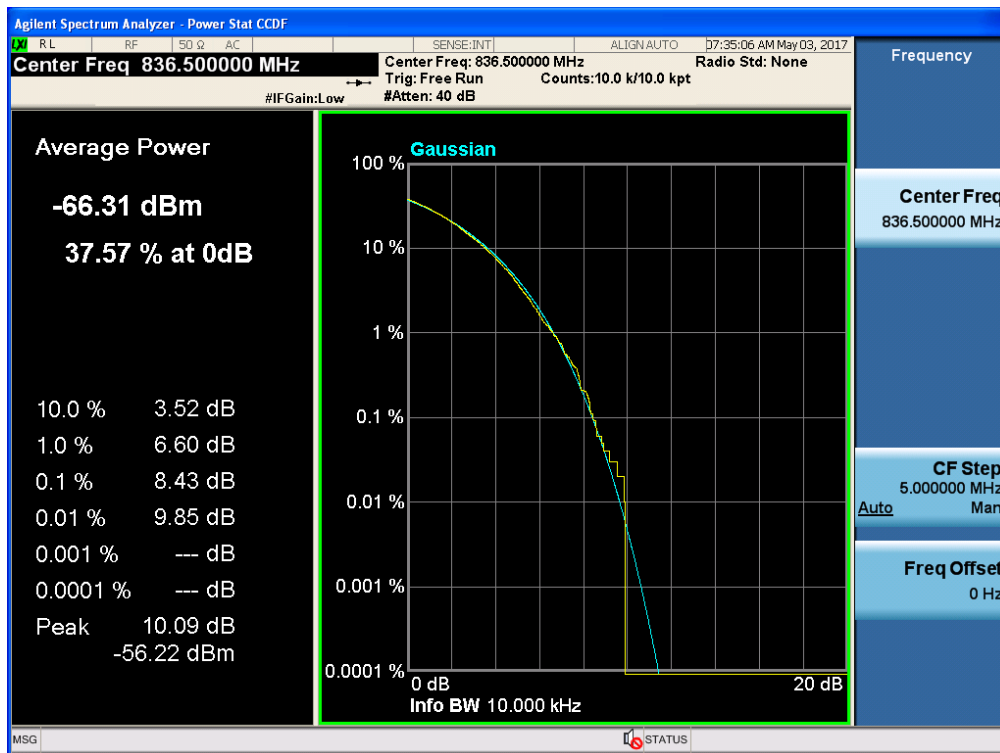 Agilent Spectrum Analyzer - Power Stat CCDF
LXI RL RF 50 Ω AC SENSE:INT ALIGN AUTO 07:35:06 AM May 03, 2017
Center Freq 836.500000 MHz
Center Freq: 836.500000 MHz Radio Std: None
Trig: Free Run Counts:10.0 k/10.0 kpt
#IFGain:Low #Atten: 40 dB
Average Power
-66.31 dBm
37.57 % at 0dB
10.0 % 3.52 dB
1.0 % 6.60 dB
0.1 % 8.43 dB
0.01 % 9.85 dB
0.001 % --- dB
0.0001 % --- dB
Peak 10.09 dB
-56.22 dBm
Gaussian
100 %
10 %
1 %
0.1 %
0.01 %
0.001 %
0.0001 %
0 dB 20 dB
Info BW 10.000 kHz
Frequency
Center Freq
836.500000 MHz
CF Step
5.000000 MHz
Auto Man
Freq Offset
0 Hz
MSG STATUS